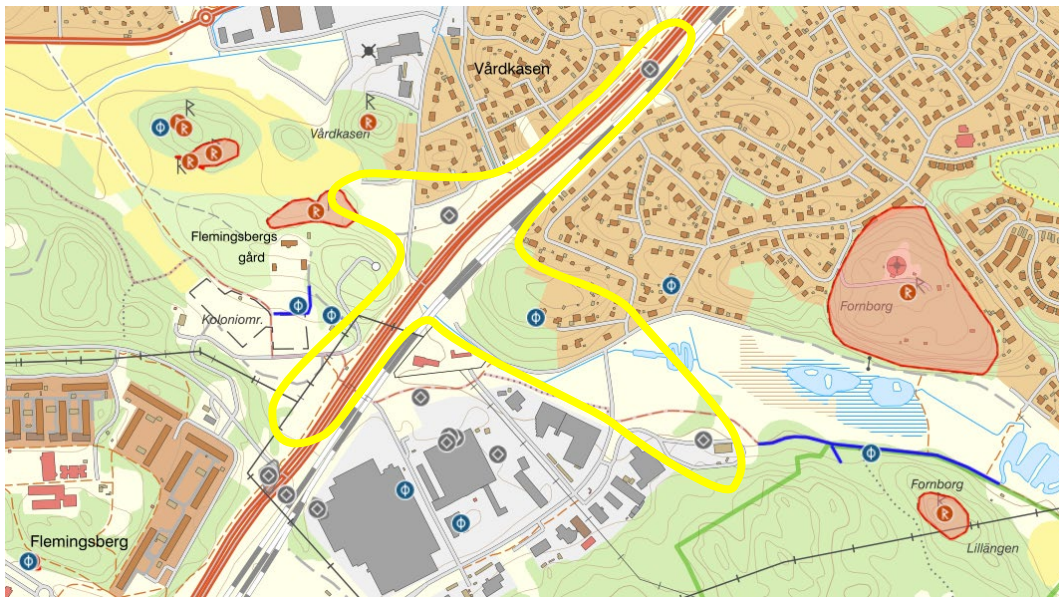 Vårdkasen
Vårdkasen
Flemingsbergs
gård
Fornborg
Koloniomr.
Fornborg
Flemingsberg
Lillängen